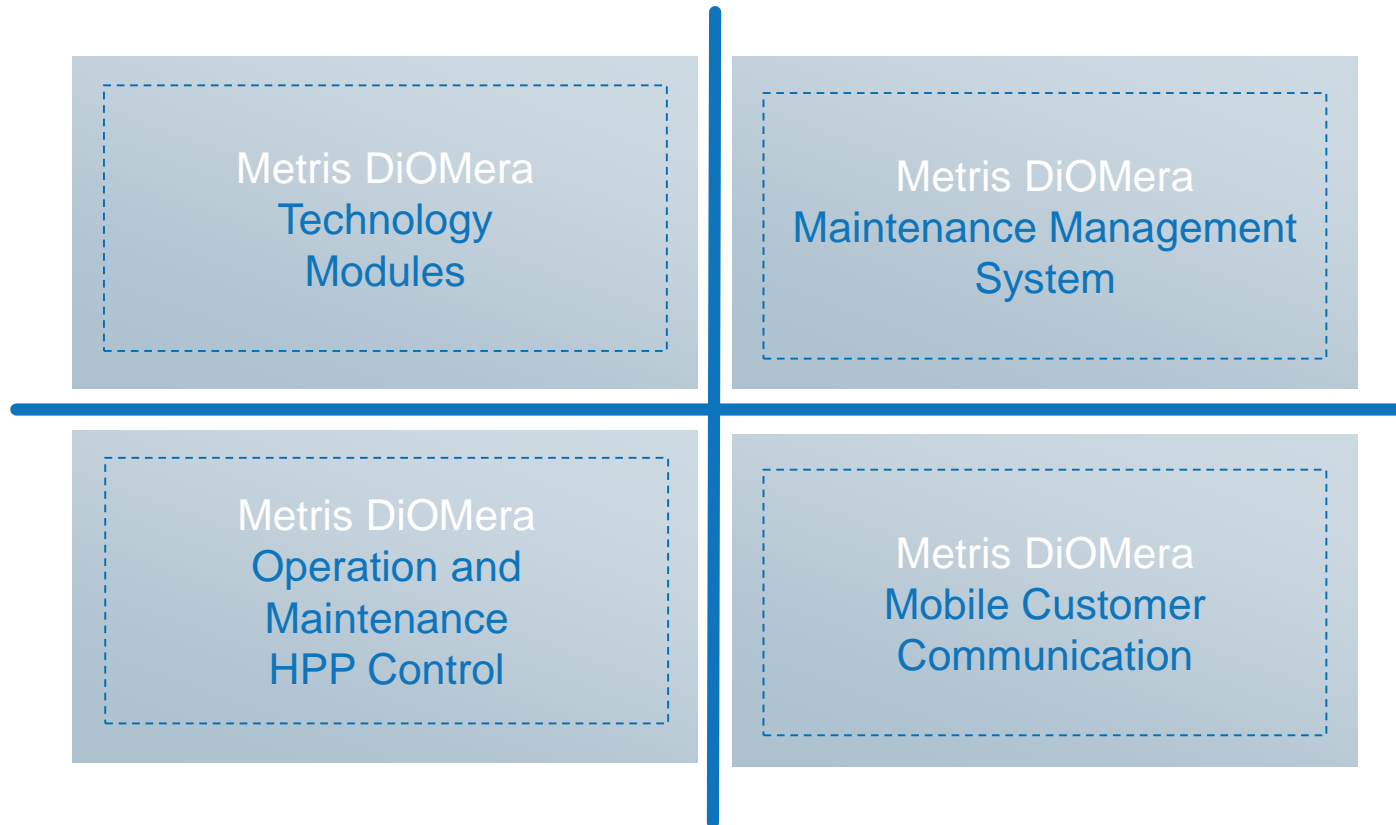 Metris DiOMera
Technology
Modules
Metris DiOMera
Maintenance Management
System
Metris DiOMera
Operation and
Maintenance
HPP Control
Metris DiOMera
Mobile Customer
Communication